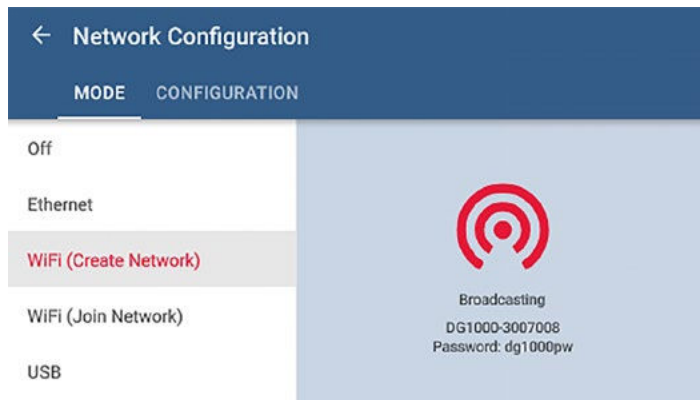 Network Configuration
MODE CONFIGURATION
Off
Ethernet
WiFi (Create Network)
WiFi (Join Network)
USB
Broadcasting
DG1000-3007008
Password: dg1000pw